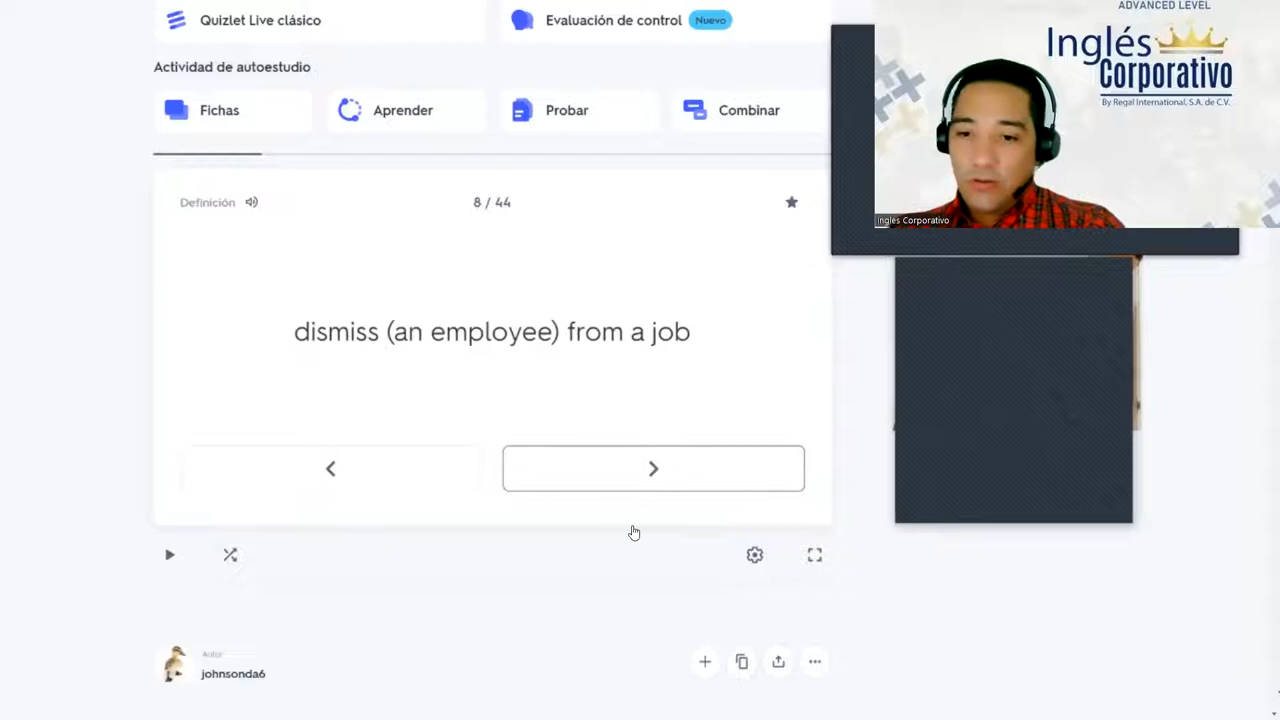 Quizlet Live clásico
Evaluación de control
Nuevo
ADVANCED LEVEL
Inglés
Corporativo
By Regal International, S.A. de C.V.
Actividad de autoestudio
Fichas
Aprender
Probar
Combinar
Definición
8 / 44
Inglés Corporativo
dismiss (an employee) from a job
Autor
johnsonda6